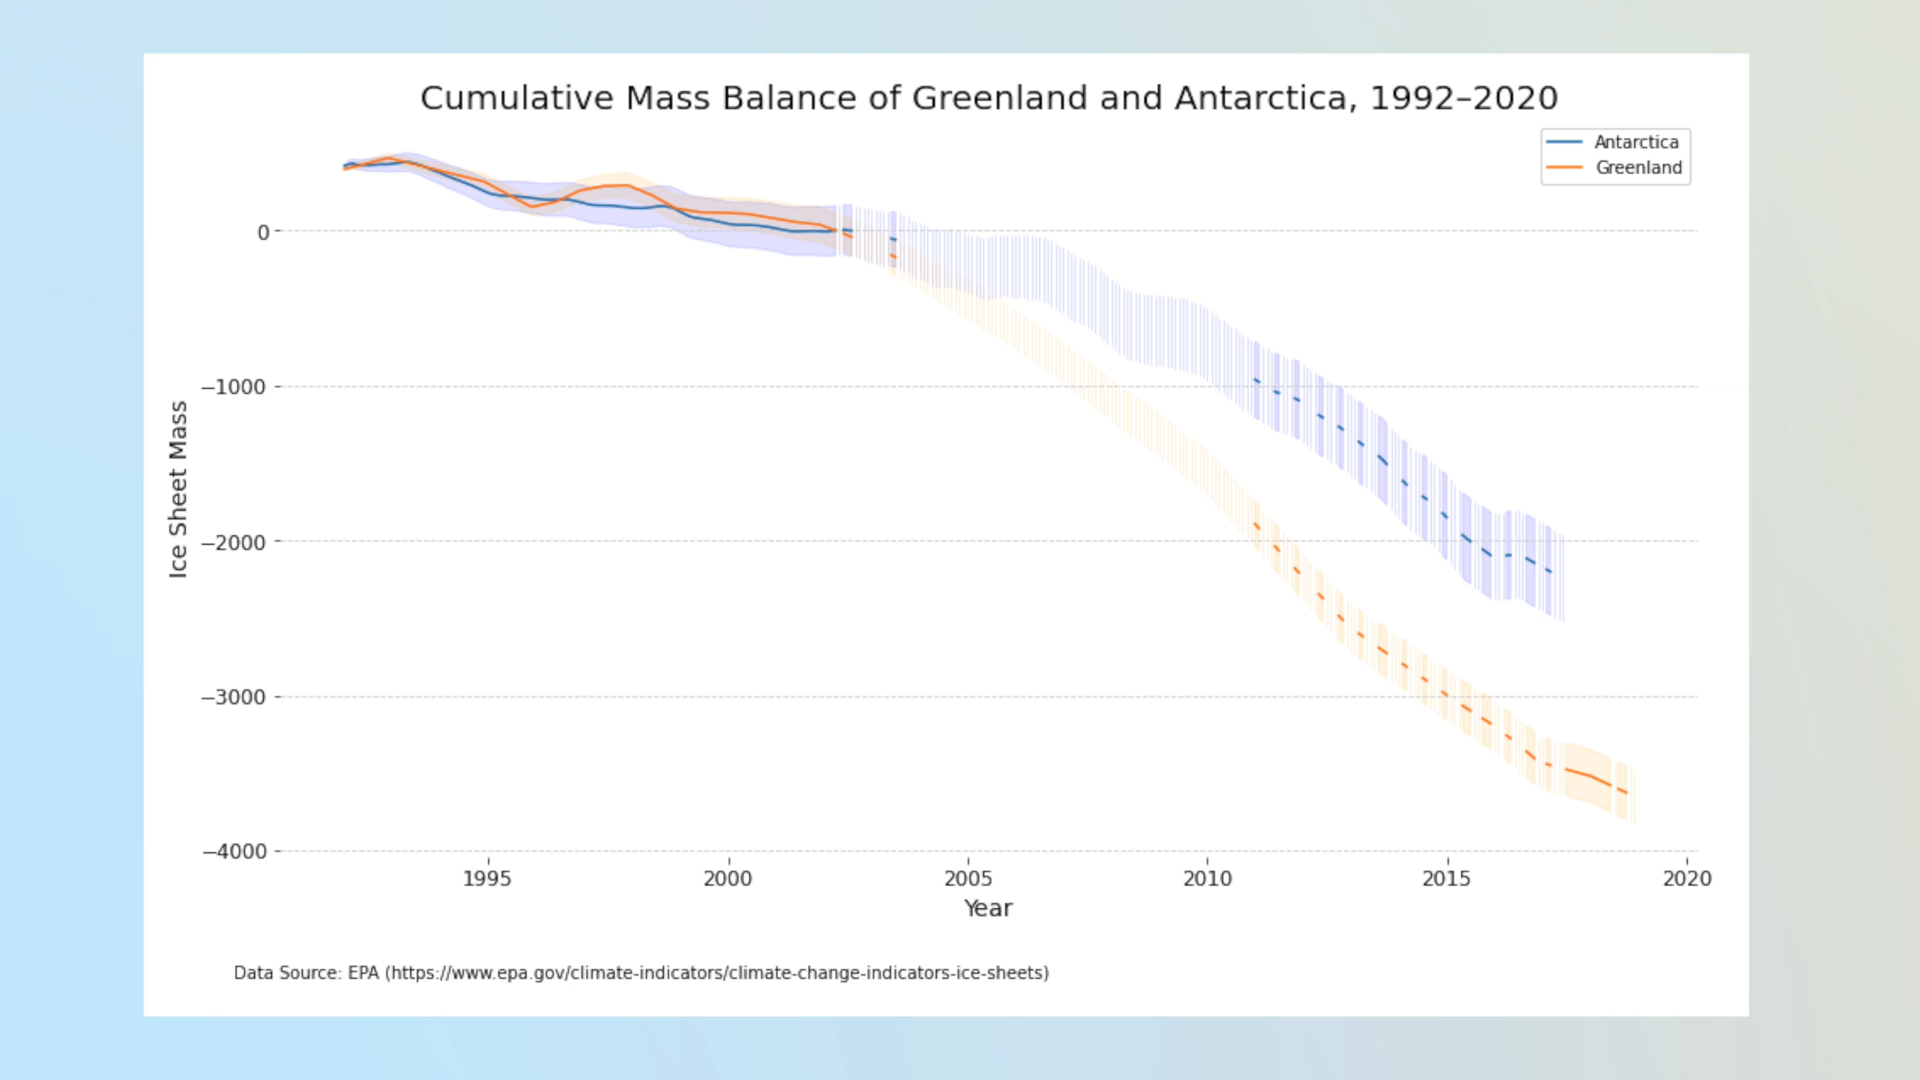 Cumulative Mass Balance of Greenland and Antarctica, 1992–2020
Antarctica
Greenland
0
−1000
−2000
−3000
−4000
Ice Sheet Mass
1995 2000 2005 2010 2015 2020
Year
Data Source: EPA (https://www.epa.gov/climate-indicators/climate-change-indicators-ice-sheets)